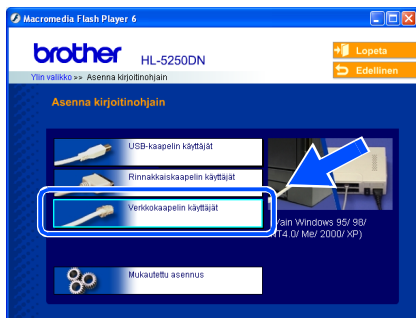 Macromedia Flash Player 6
brother
HL-5250DN
Lopeta
Edellinen
Ylin valikko >> Asenna kirjoitinohjain
Asenna kirjoitinohjain
USB-kaapelin käyttäjät
Rinnakkaiskaapelin käyttäjät
Verkkokaapelin käyttäjät
Vain Windows 95/ 98/
NT4.0/ Me/ 2000/ XP)
Mukautettu asennus